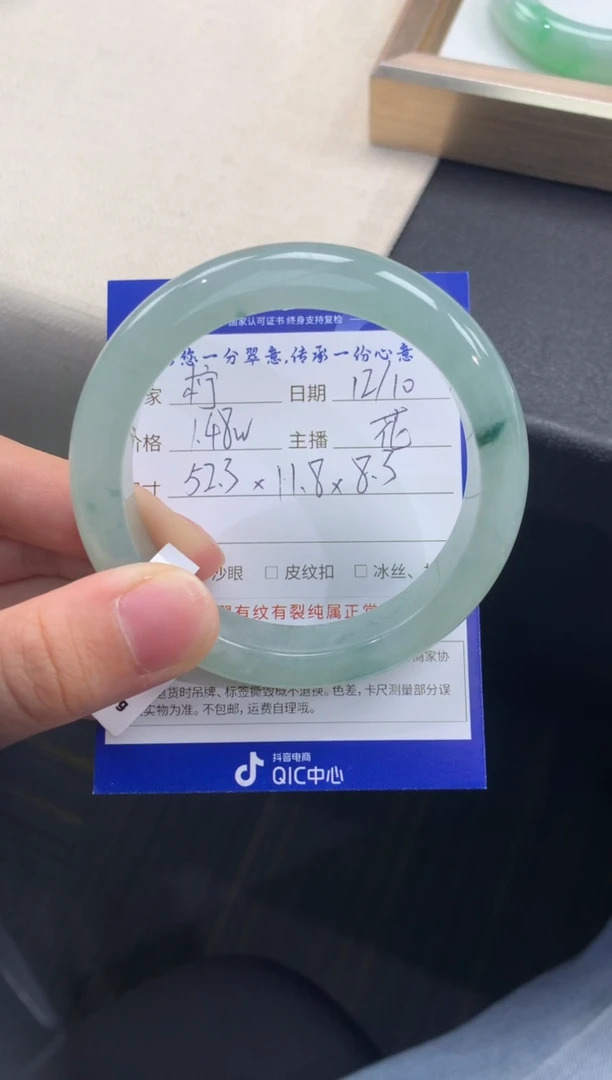 国家认可证书 终身支持复检
您一分翠意,传承一份心意
家 柠 日期 12/10
价格 1.48w 主播 花
寸 52.3 × 11.8 × 8.3
沙眼 □ 皮纹扣 □ 冰丝、
有纹有裂纯属正常
商家协
退货时吊牌、标签撕毁概不退换。色差,卡尺测量部分误
实物为准。不包邮,运费自理哦。
抖音电商
QIC中心
g